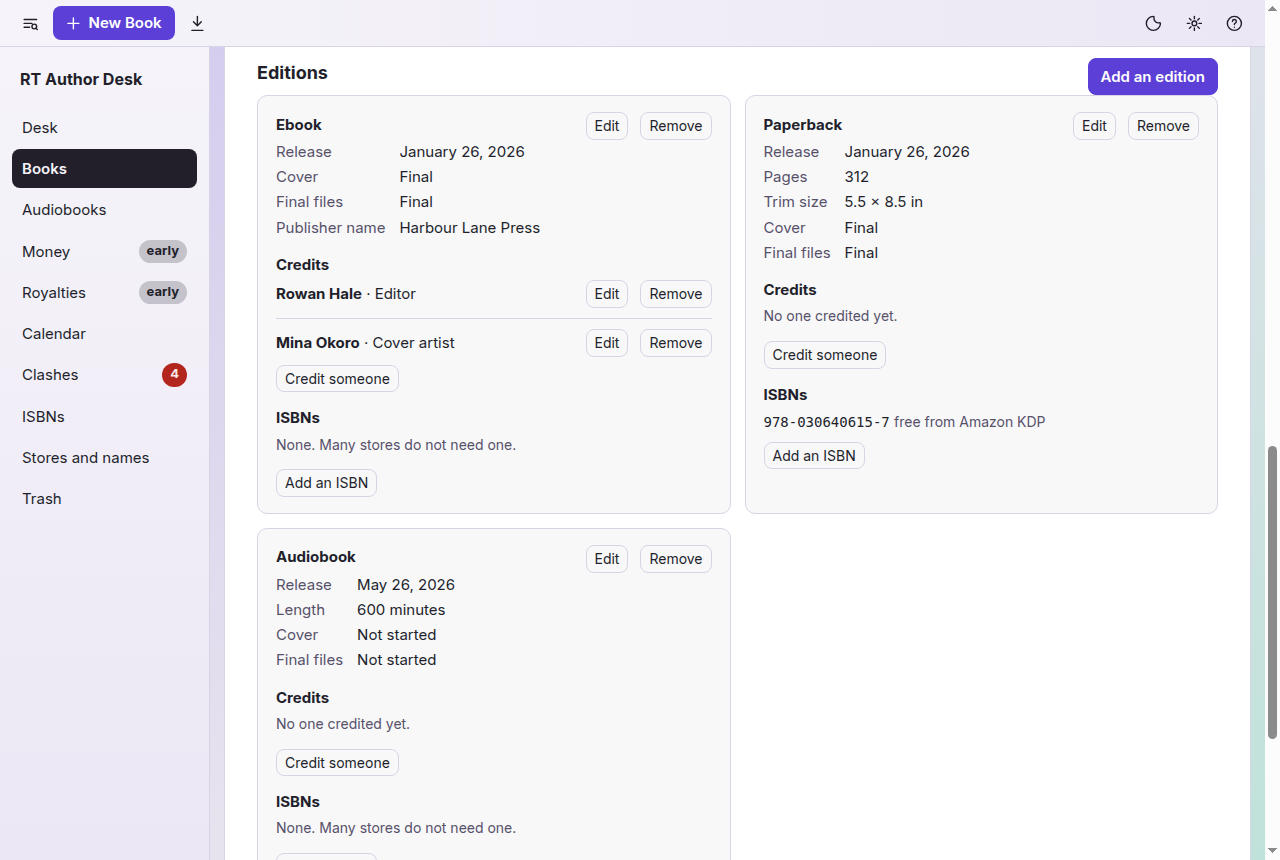 New Book
RT Author Desk
Desk
Books
Audiobooks
Money early
Royalties early
Calendar
Clashes 4
ISBNs
Stores and names
Trash
Editions
Add an edition
Ebook Edit Remove
Release January 26, 2026
Cover Final
Final files Final
Publisher name Harbour Lane Press
Credits
Rowan Hale · Editor Edit Remove
Mina Okoro · Cover artist Edit Remove
Credit someone
ISBNs
None. Many stores do not need one.
Add an ISBN
Paperback Edit Remove
Release January 26, 2026
Pages 312
Trim size 5.5 × 8.5 in
Cover Final
Final files Final
Credits
No one credited yet.
Credit someone
ISBNs
978-030640615-7 free from Amazon KDP
Add an ISBN
Audiobook Edit Remove
Release May 26, 2026
Length 600 minutes
Cover Not started
Final files Not started
Credits
No one credited yet.
Credit someone
ISBNs
None. Many stores do not need one.